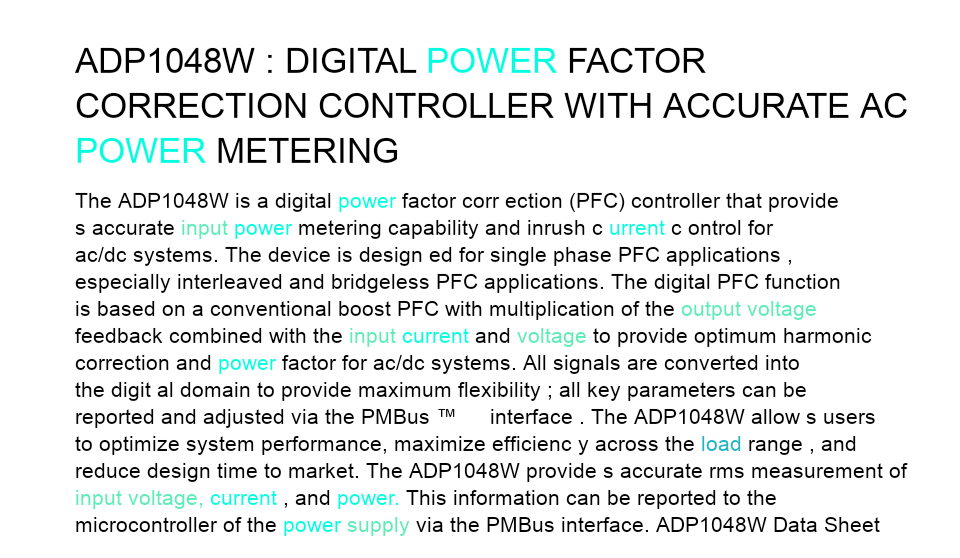 ADP1048W : DIGITAL POWER FACTOR
CORRECTION CONTROLLER WITH ACCURATE AC
POWER METERING
The ADP1048W is a digital power factor corr ection (PFC) controller that provide
s accurate input power metering capability and inrush c urrent c ontrol for
ac/dc systems. The device is design ed for single phase PFC applications ,
especially interleaved and bridgeless PFC applications. The digital PFC function
is based on a conventional boost PFC with multiplication of the output voltage
feedback combined with the input current and voltage to provide optimum harmonic
correction and power factor for ac/dc systems. All signals are converted into
the digit al domain to provide maximum flexibility ; all key parameters can be
reported and adjusted via the PMBus ™ interface . The ADP1048W allow s users
to optimize system performance, maximize efficienc y across the load range , and
reduce design time to market. The ADP1048W provide s accurate rms measurement of
input voltage, current , and power. This information can be reported to the
microcontroller of the power supply via the PMBus interface. ADP1048W Data Sheet